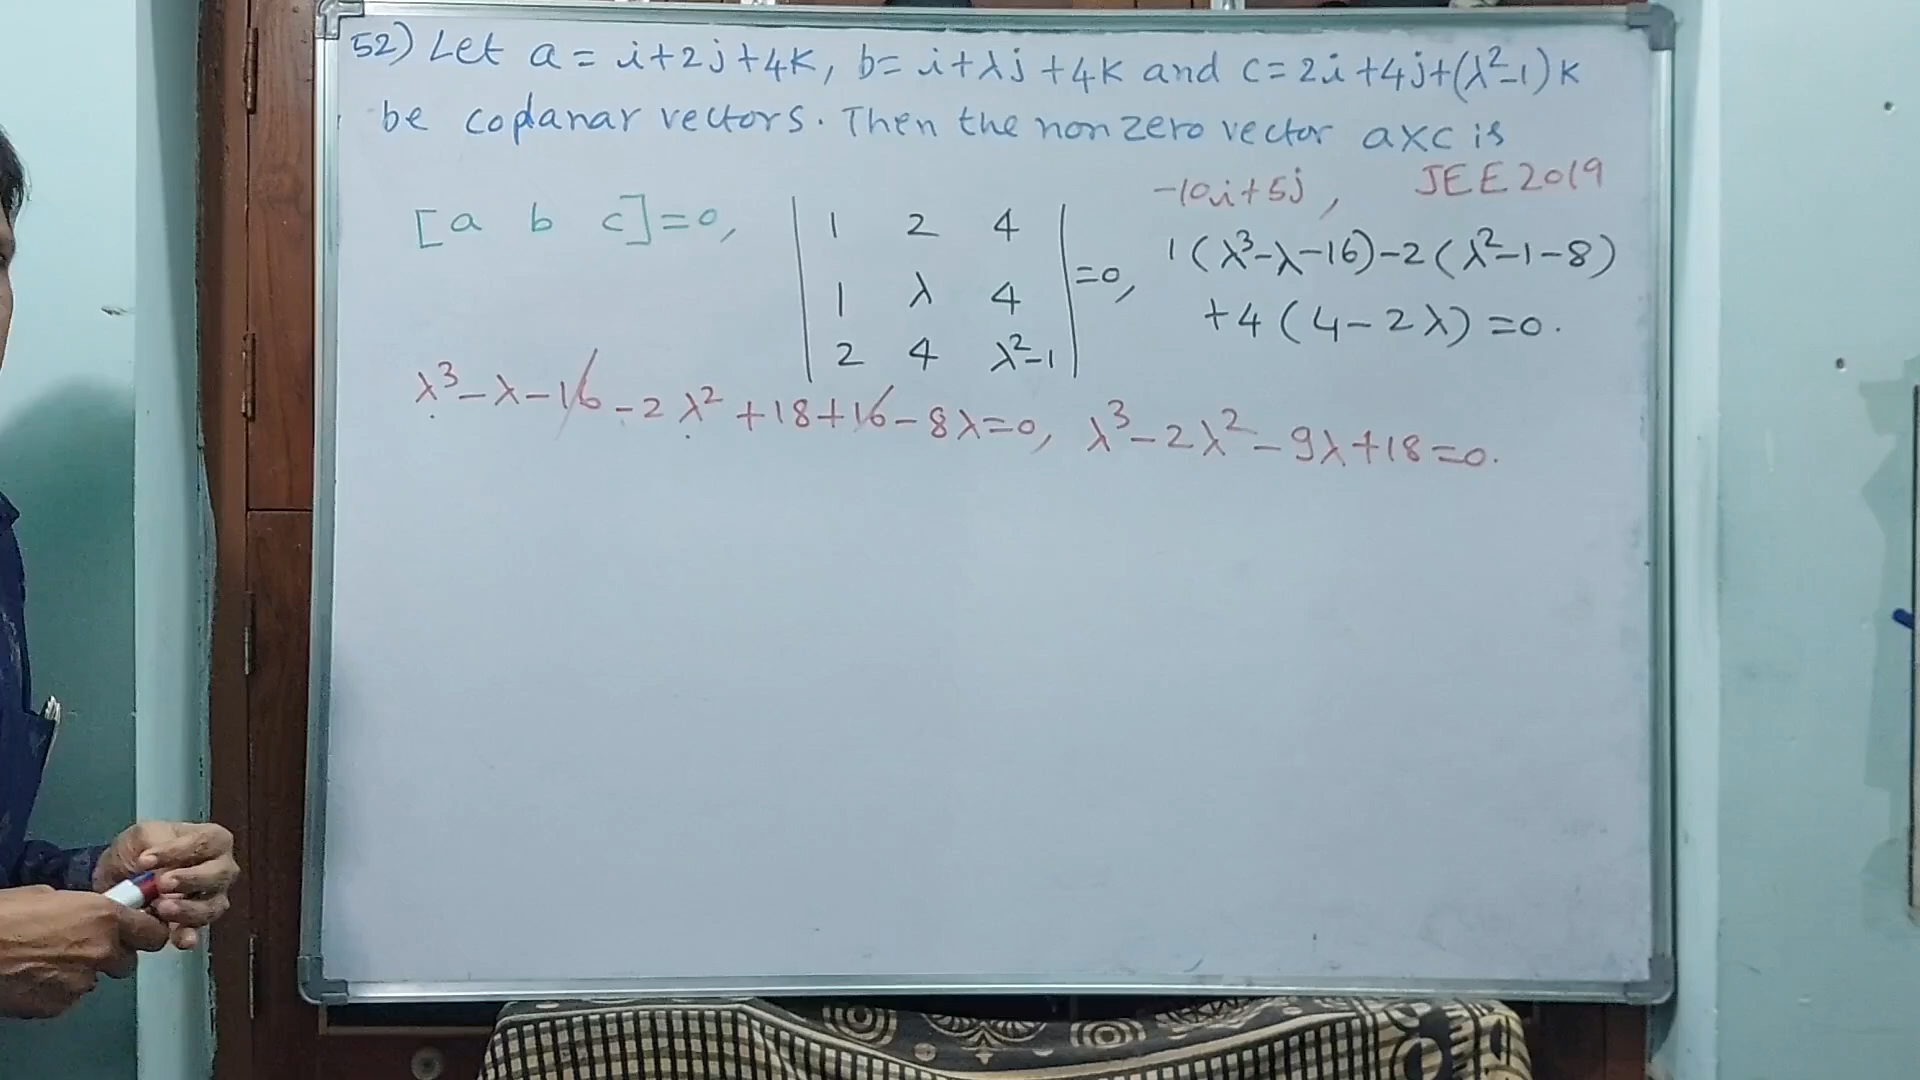 52) Let a = i+2j+4k, b= i+λj+4k and c=2i+4j+(λ²-1)k
be coplanar vectors. Then the non zero vector axc is
-10i+5j, JEE 2019
[a b c]=0, | 1 2 4 | =0, 1(λ³-λ-16)-2(λ²-1-8)
1 λ 4 +4(4-2λ)=0.
2 4 λ²-1
λ³-λ-16-2λ²+18+16-8λ=0, λ³-2λ²-9λ+18=0.